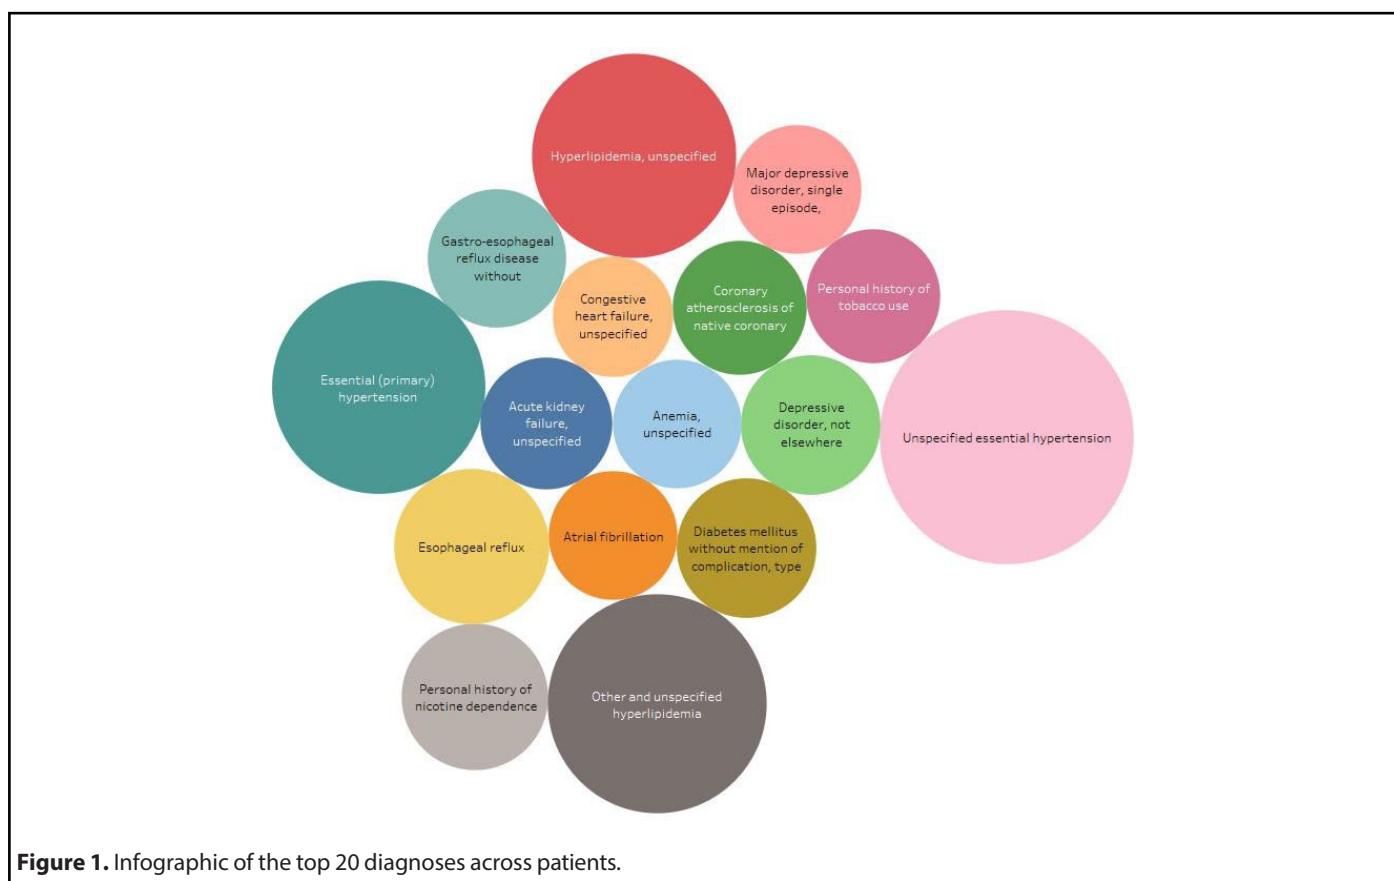 Hyperlipidemia, unspecified
Major depressive
disorder, single
episode,
Gastro-esophageal
reflux disease
without
Congestive
heart failure,
unspecified
Coronary
atherosclerosis of
native coronary
Personal history of
tobacco use
Essential (primary)
hypertension
Acute kidney
failure,
unspecified
Anemia,
unspecified
Depressive
disorder, not
elsewhere
Unspecified essential hypertension
Esophageal reflux
Atrial fibrillation
Diabetes mellitus
without mention of
complication, type
Personal history of
nicotine dependence
Other and unspecified
hyperlipidemia
Figure 1. Infographic of the top 20 diagnoses across patients.